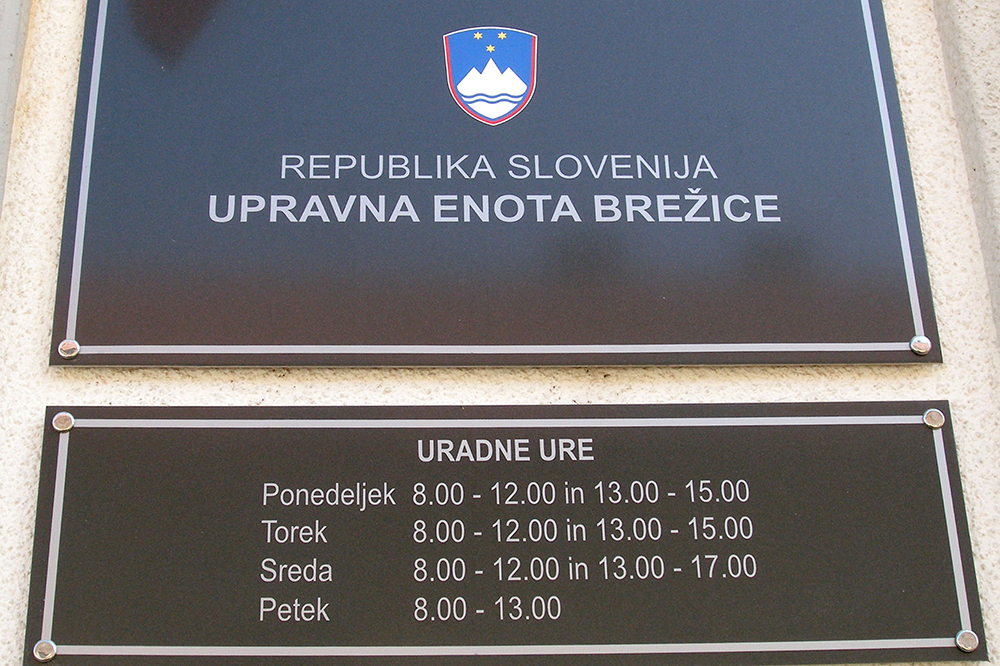 REPUBLIKA SLOVENIJA
UPRAVNA ENOTA BREŽICE
URADNE URE
Ponedeljek 8.00 - 12.00 in 13.00 - 15.00
Torek 8.00 - 12.00 in 13.00 - 15.00
Sreda 8.00 - 12.00 in 13.00 - 17.00
Petek 8.00 - 13.00